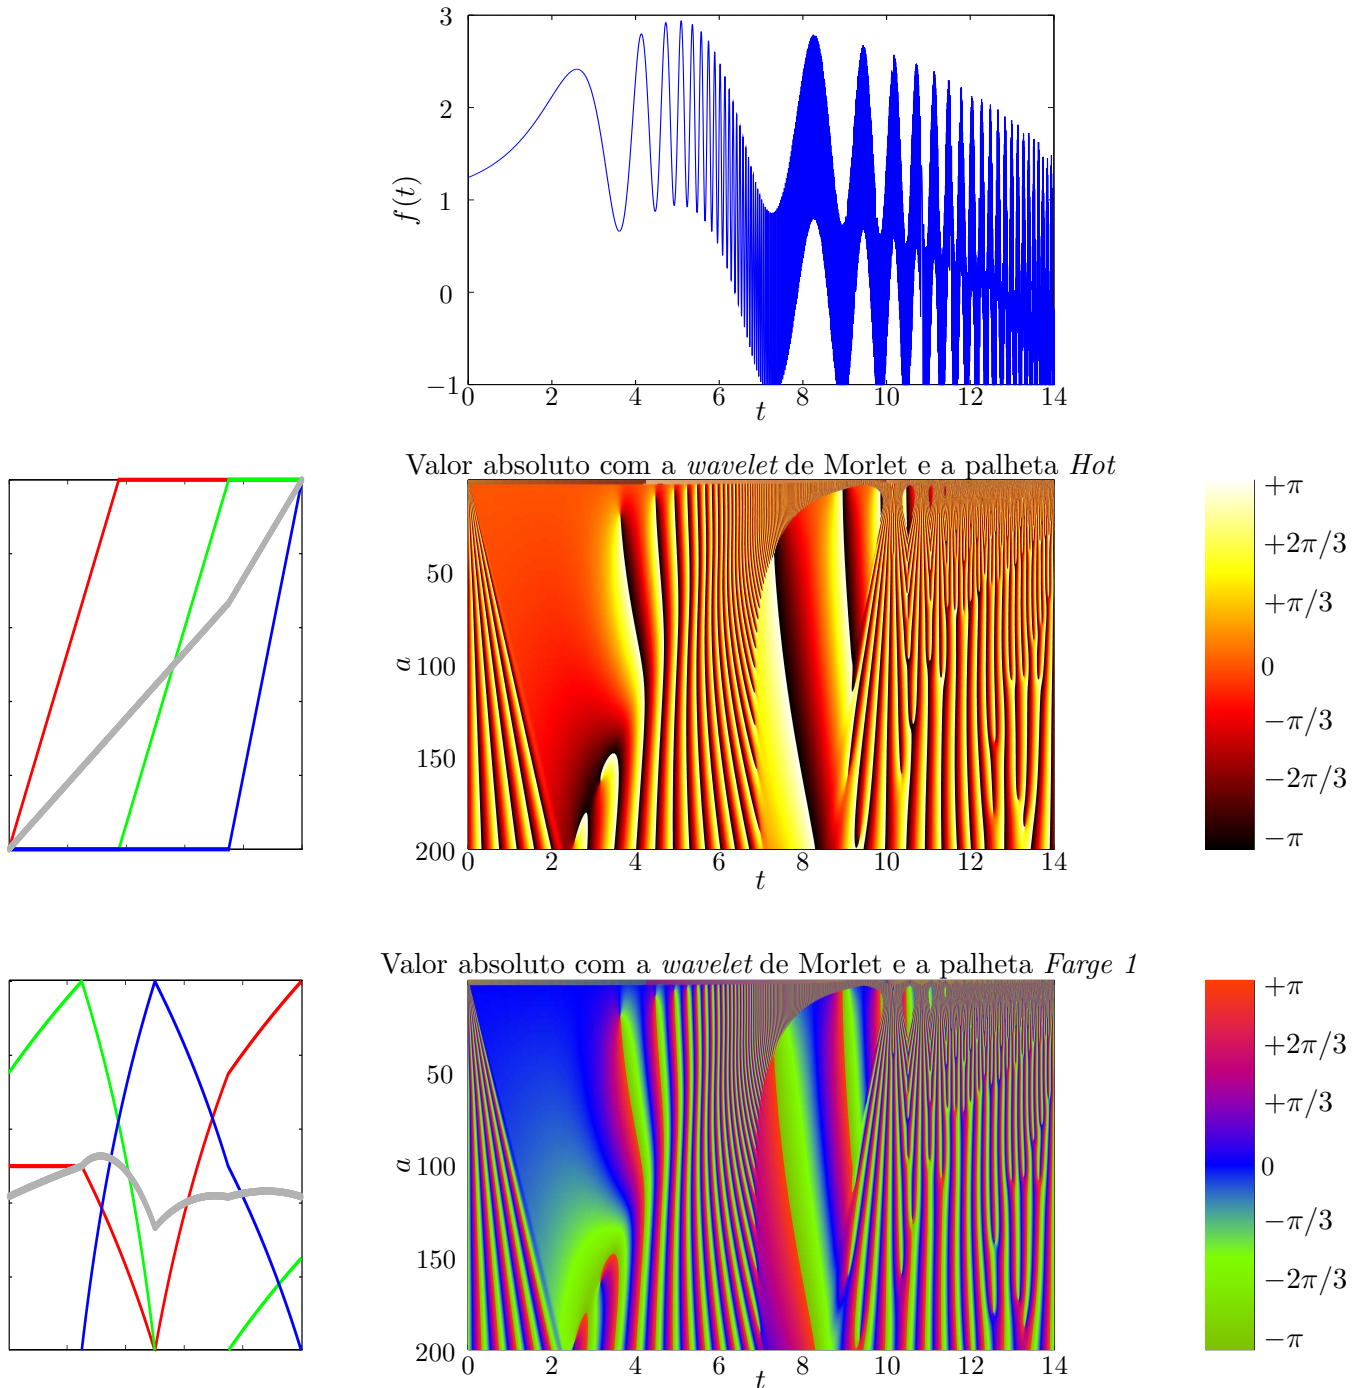 3
2
1
0
−1
f(t)
0 2 4 6 8 10 12 14
t
Valor absoluto com a wavelet de Morlet e a palheta Hot
50
100
150
200
a
0 2 4 6 8 10 12 14
t
+π
+2π/3
+π/3
0
−π/3
−2π/3
−π
Valor absoluto com a wavelet de Morlet e a palheta Farge 1
50
100
150
200
a
0 2 4 6 8 10 12 14
t
+π
+2π/3
+π/3
0
−π/3
−2π/3
−π